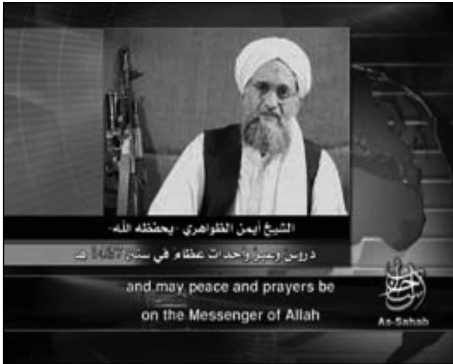 الشيخ أيمن الظواهري -يحفظه الله-
دروس وعبر وأحداث عظام في سنة 1427 هـ
and may peace and prayers be
on the Messenger of Allah
السحاب
As-Sahab